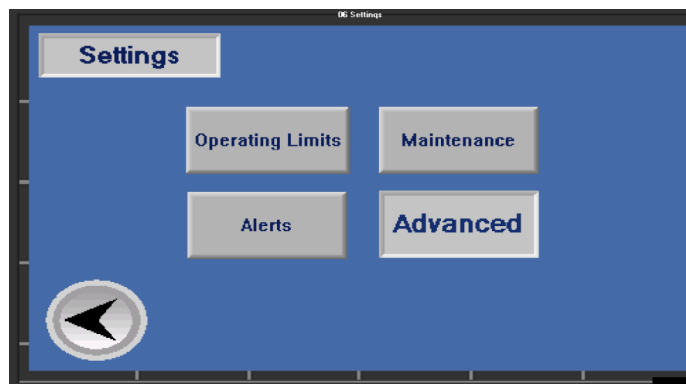 06 Settings
Settings
Operating Limits
Maintenance
Alerts
Advanced